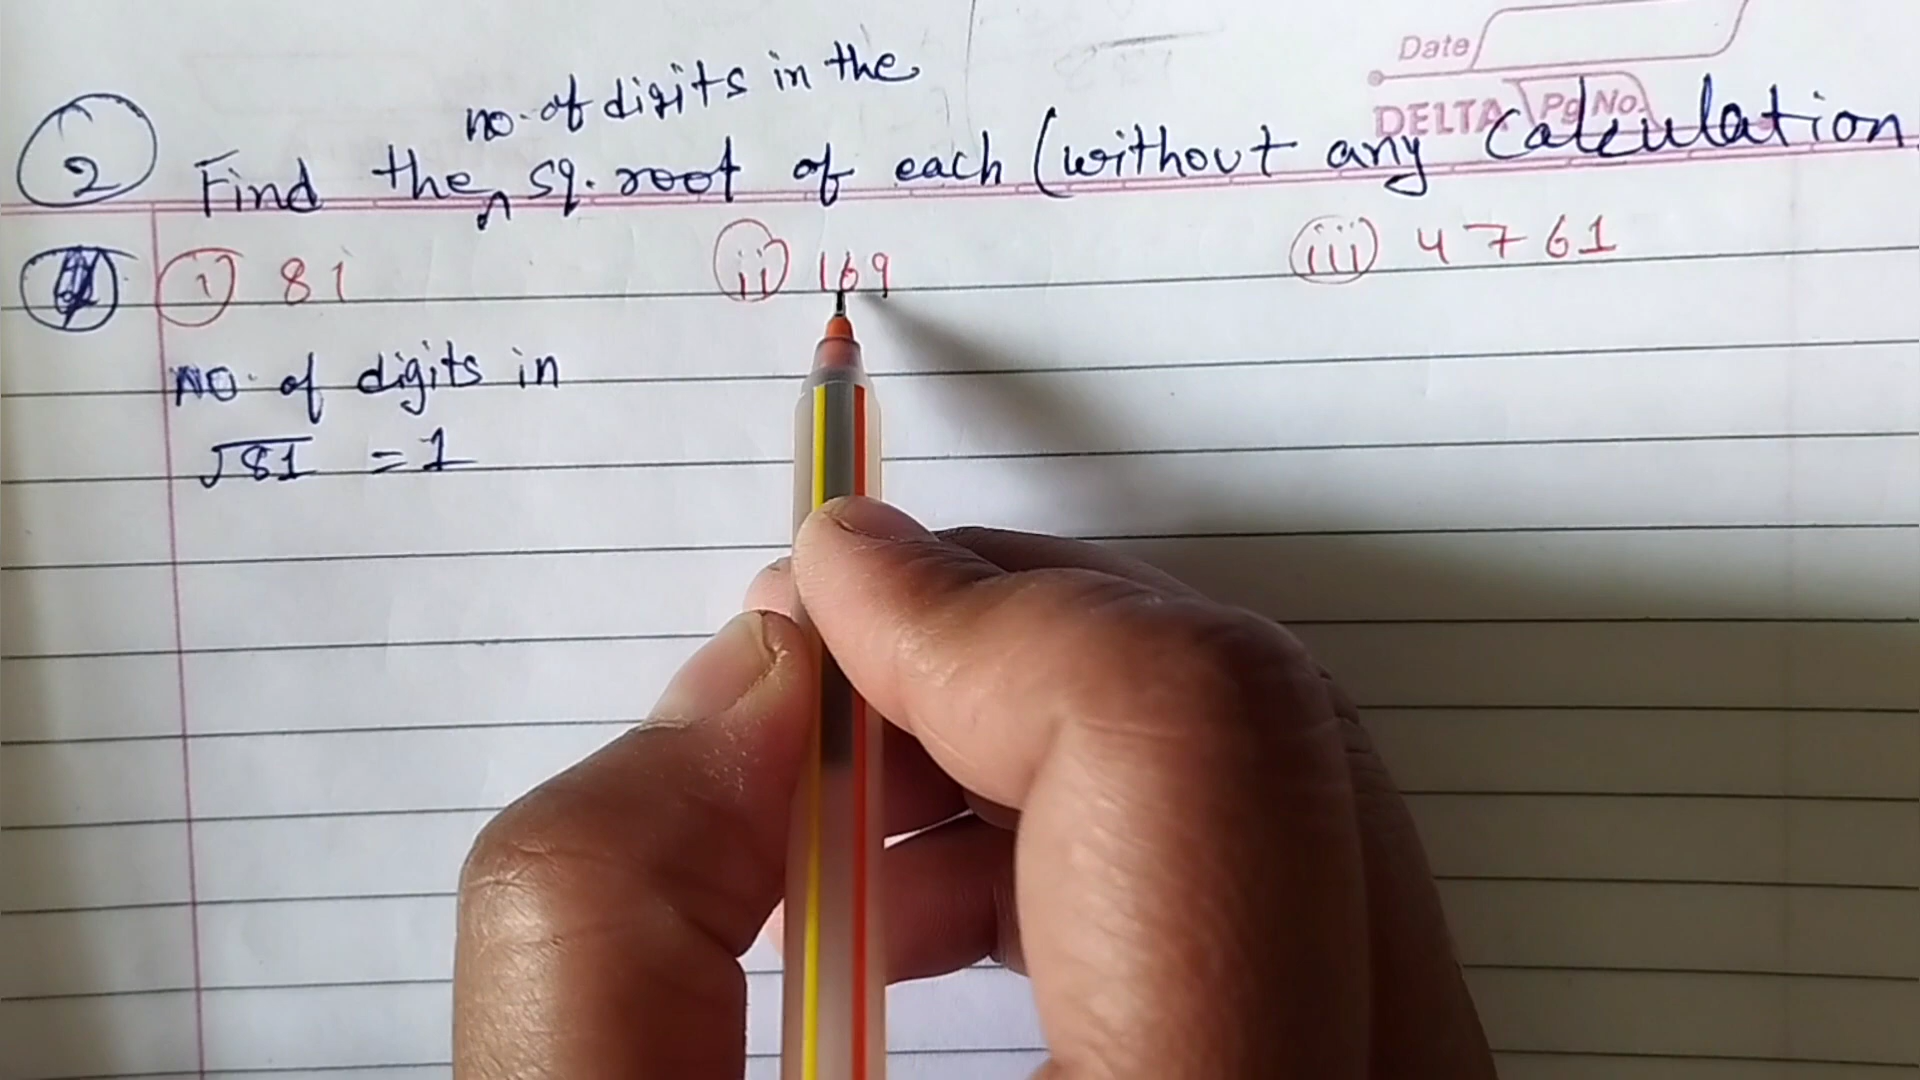 Date
DELTA Pg No.
no. of digits in the
2 Find the ^ sq. root of each (without any Calculation
i) 81 ii) 169 iii) 4761
NO. of digits in
√81 = 1